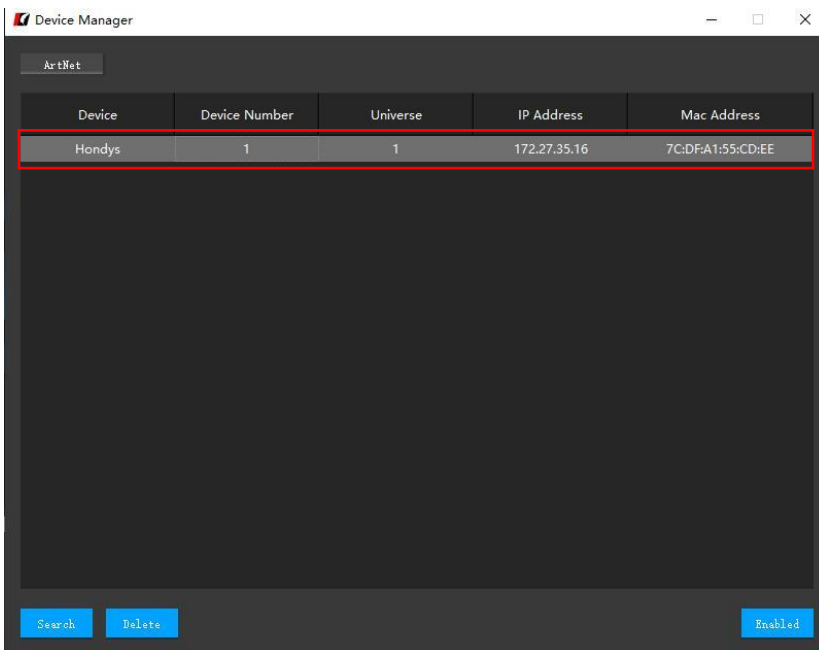 Device Manager
ArtNet
Device Device Number Universe IP Address Mac Address
Hondys 1 1 172.27.35.16 7C:DF:A1:55:CD:EE
Search Delete Enabled